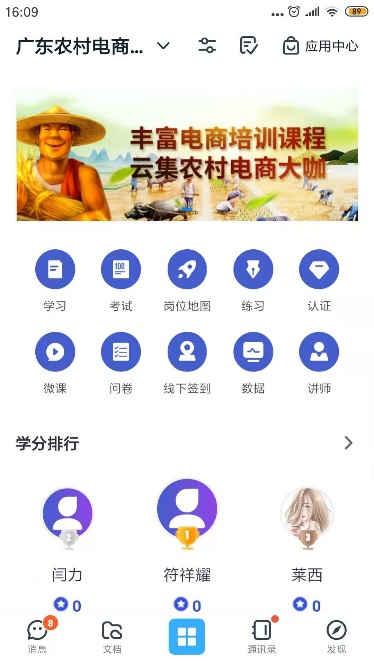 16:09
89
广东农村电商...
应用中心
丰富电商培训课程
云集农村电商大咖
100
学习
考试
岗位地图
练习
认证
微课
问卷
线下签到
数据
讲师
学分排行
2
1
3
闫力
符祥耀
莱西
0
0
0
8
消息
文档
通讯录
发现